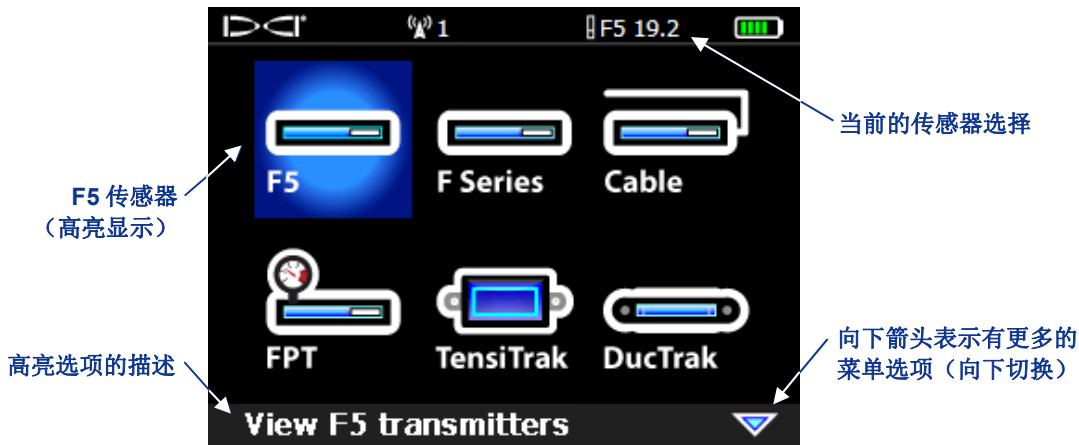 DCI
1
F5 19.2
当前的传感器选择
F5
F Series
Cable
F5 传感器
（高亮显示）
FPT
TensiTrak
DucTrak
高亮选项的描述
向下箭头表示有更多的
菜单选项（向下切换）
View F5 transmitters